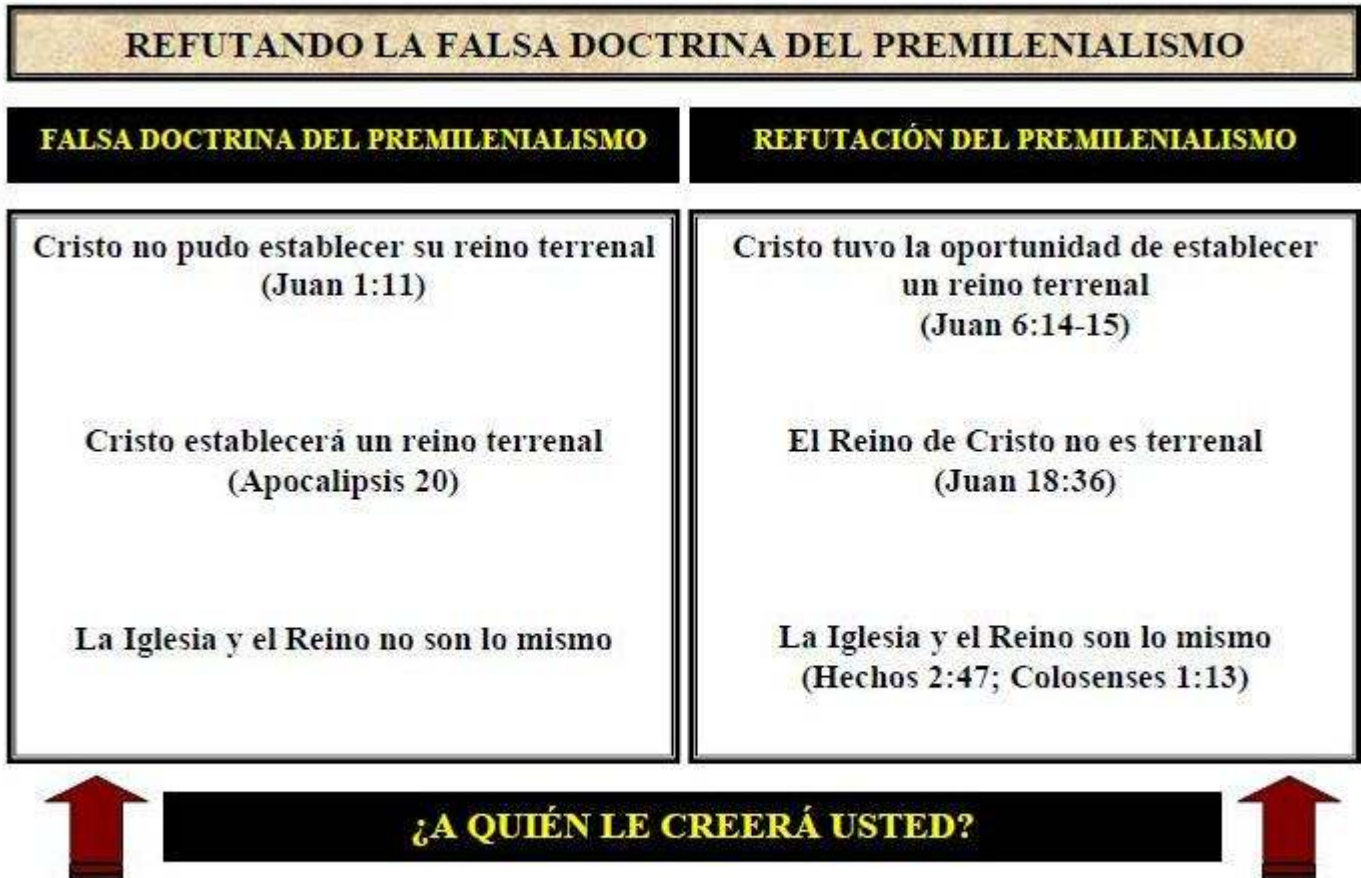 REFUTANDO LA FALSA DOCTRINA DEL PREMILENIALISMO
FALSA DOCTRINA DEL PREMILENIALISMO
Cristo no pudo establecer su reino terrenal
(Juan 1:11)
Cristo establecerá un reino terrenal
(Apocalipsis 20)
La Iglesia y el Reino no son lo mismo
REFUTACIÓN DEL PREMILENIALISMO
Cristo tuvo la oportunidad de establecer
un reino terrenal
(Juan 6:14-15)
El Reino de Cristo no es terrenal
(Juan 18:36)
La Iglesia y el Reino son lo mismo
(Hechos 2:47; Colosenses 1:13)
¿A QUIÉN LE CREERÁ USTED?